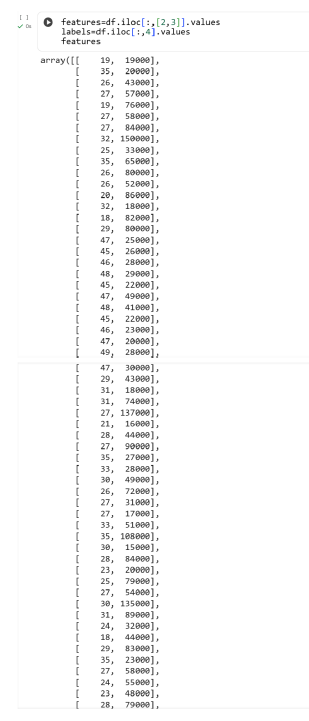 [ ]
0s
features=df.iloc[:,[2,3]].values
labels=df.iloc[:,4].values
features
array([[ 19, 19000],
[ 35, 20000],
[ 26, 43000],
[ 27, 57000],
[ 19, 76000],
[ 27, 58000],
[ 27, 84000],
[ 32, 150000],
[ 25, 33000],
[ 35, 65000],
[ 26, 80000],
[ 26, 52000],
[ 20, 86000],
[ 32, 18000],
[ 18, 82000],
[ 29, 80000],
[ 47, 25000],
[ 45, 26000],
[ 46, 28000],
[ 48, 29000],
[ 45, 22000],
[ 47, 49000],
[ 48, 41000],
[ 45, 22000],
[ 46, 23000],
[ 47, 20000],
[ 49, 28000],
[ 47, 30000],
[ 29, 43000],
[ 31, 18000],
[ 31, 74000],
[ 27, 137000],
[ 21, 16000],
[ 28, 44000],
[ 27, 90000],
[ 35, 27000],
[ 33, 28000],
[ 30, 49000],
[ 26, 72000],
[ 27, 31000],
[ 27, 17000],
[ 33, 51000],
[ 35, 108000],
[ 30, 15000],
[ 28, 84000],
[ 23, 20000],
[ 25, 79000],
[ 27, 54000],
[ 30, 135000],
[ 31, 89000],
[ 24, 32000],
[ 18, 44000],
[ 29, 83000],
[ 35, 23000],
[ 27, 58000],
[ 24, 55000],
[ 23, 48000],
[ 28, 79000],